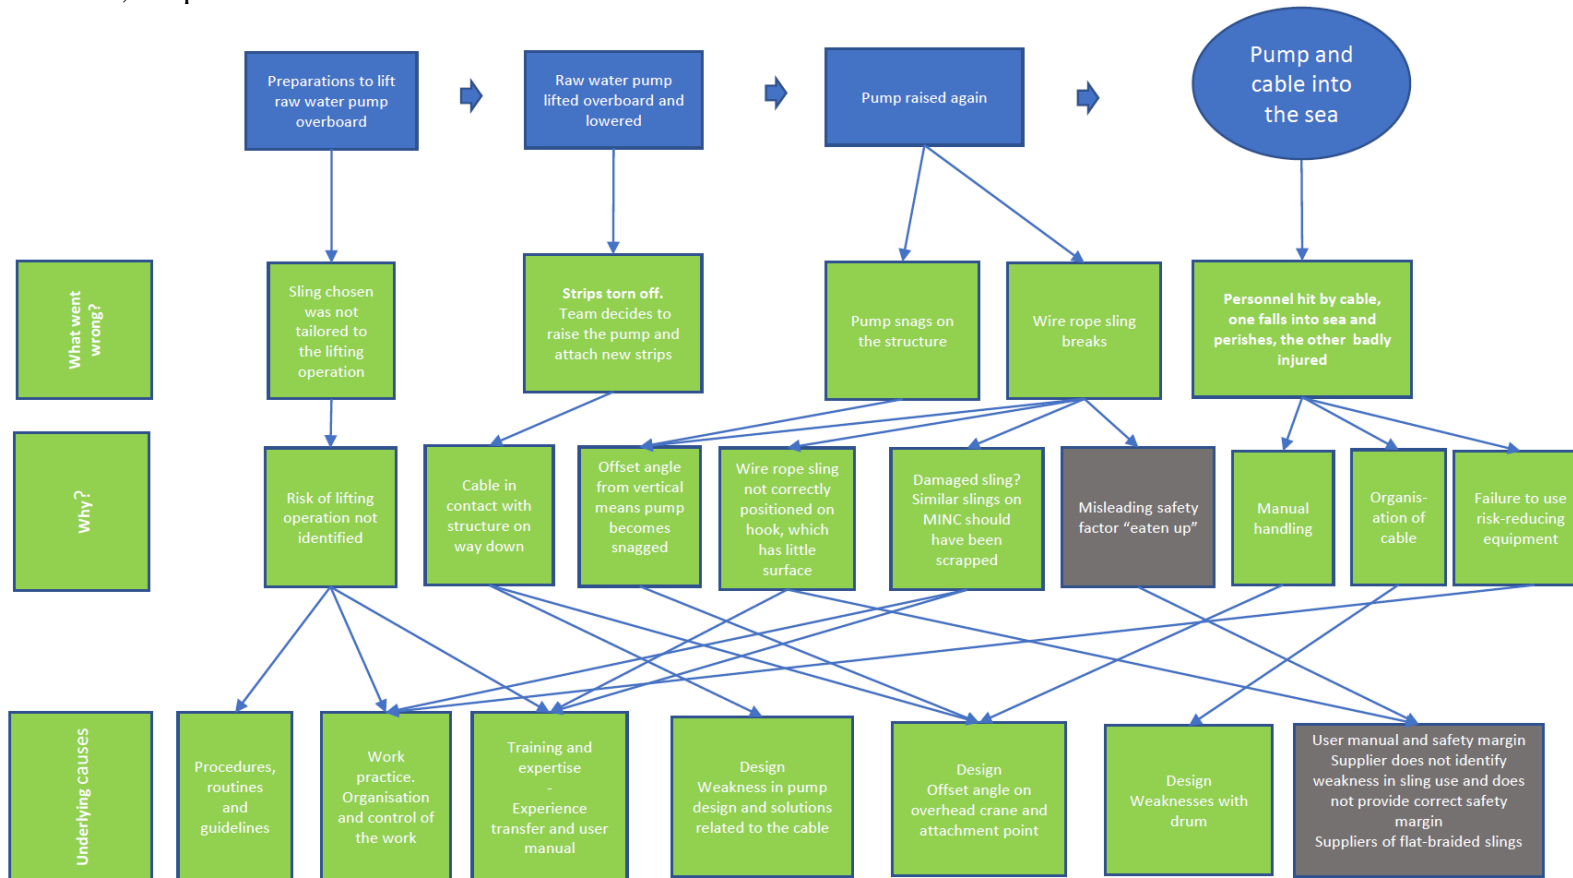 Preparations to lift
raw water pump
overboard
Raw water pump
lifted overboard and
lowered
Pump raised again
Pump and
cable into
the sea
What went
wrong?
Sling chosen
was not
tailored to
the lifting
operation
Strips torn off.
Team decides to
raise the pump and
attach new strips
Pump snags on
the structure
Wire rope sling
breaks
Personnel hit by cable,
one falls into sea and
perishes, the other badly
injured
Why?
Risk of lifting
operation not
identified
Cable in
contact with
structure on
way down
Offset angle
from vertical
means pump
becomes
snagged
Wire rope sling
not correctly
positioned on
hook, which
has little
surface
Damaged sling?
Similar slings on
MINC should
have been
scrapped
Misleading safety
factor “eaten up”
Manual
handling
Organis-
ation of
cable
Failure to use
risk-reducing
equipment
Underlying causes
Procedures,
routines
and
guidelines
Work
practice.
Organisation
and control of
the work
Training and
expertise
-
Experience
transfer and user
manual
Design
Weakness in pump
design and solutions
related to the cable
Design
Offset angle on
overhead crane and
attachment point
Design
Weaknesses with
drum
User manual and safety margin
Supplier does not identify
weakness in sling use and does
not provide correct safety
margin
Suppliers of flat-braided slings